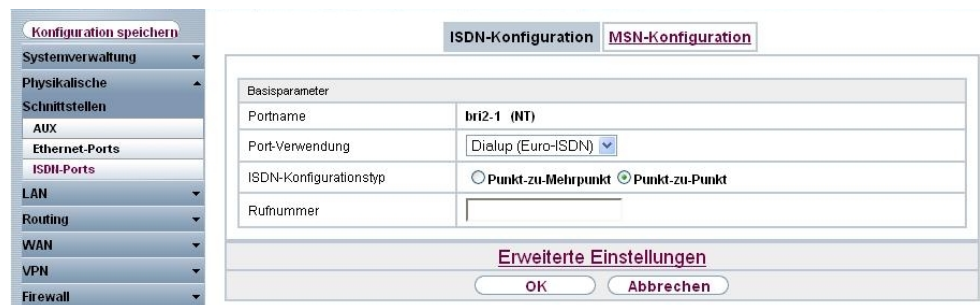 Konfiguration speichern
Systemverwaltung
Physikalische
Schnittstellen
AUX
Ethernet-Ports
ISDN-Ports
LAN
Routing
WAN
VPN
Firewall
ISDN-Konfiguration MSN-Konfiguration
Basisparameter
Portname bri2-1 (NT)
Port-Verwendung Dialup (Euro-ISDN)
ISDN-Konfigurationstyp Punkt-zu-Mehrpunkt Punkt-zu-Punkt
Rufnummer
Erweiterte Einstellungen
OK Abbrechen